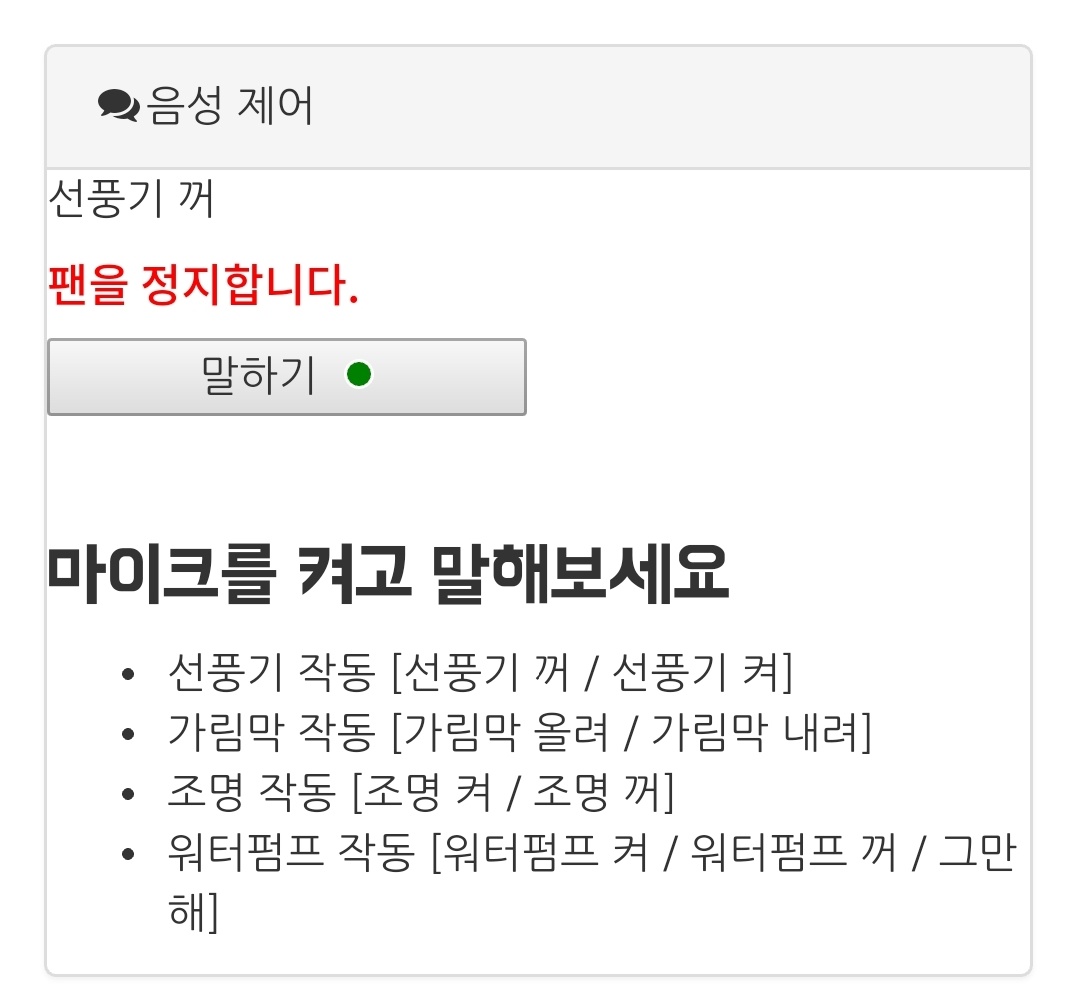 음성 제어
선풍기 꺼
팬을 정지합니다.
말하기
마이크를 켜고 말해보세요
선풍기 작동 [선풍기 꺼 / 선풍기 켜]
가림막 작동 [가림막 올려 / 가림막 내려]
조명 작동 [조명 켜 / 조명 꺼]
워터펌프 작동 [워터펌프 켜 / 워터펌프 꺼 / 그만
해]